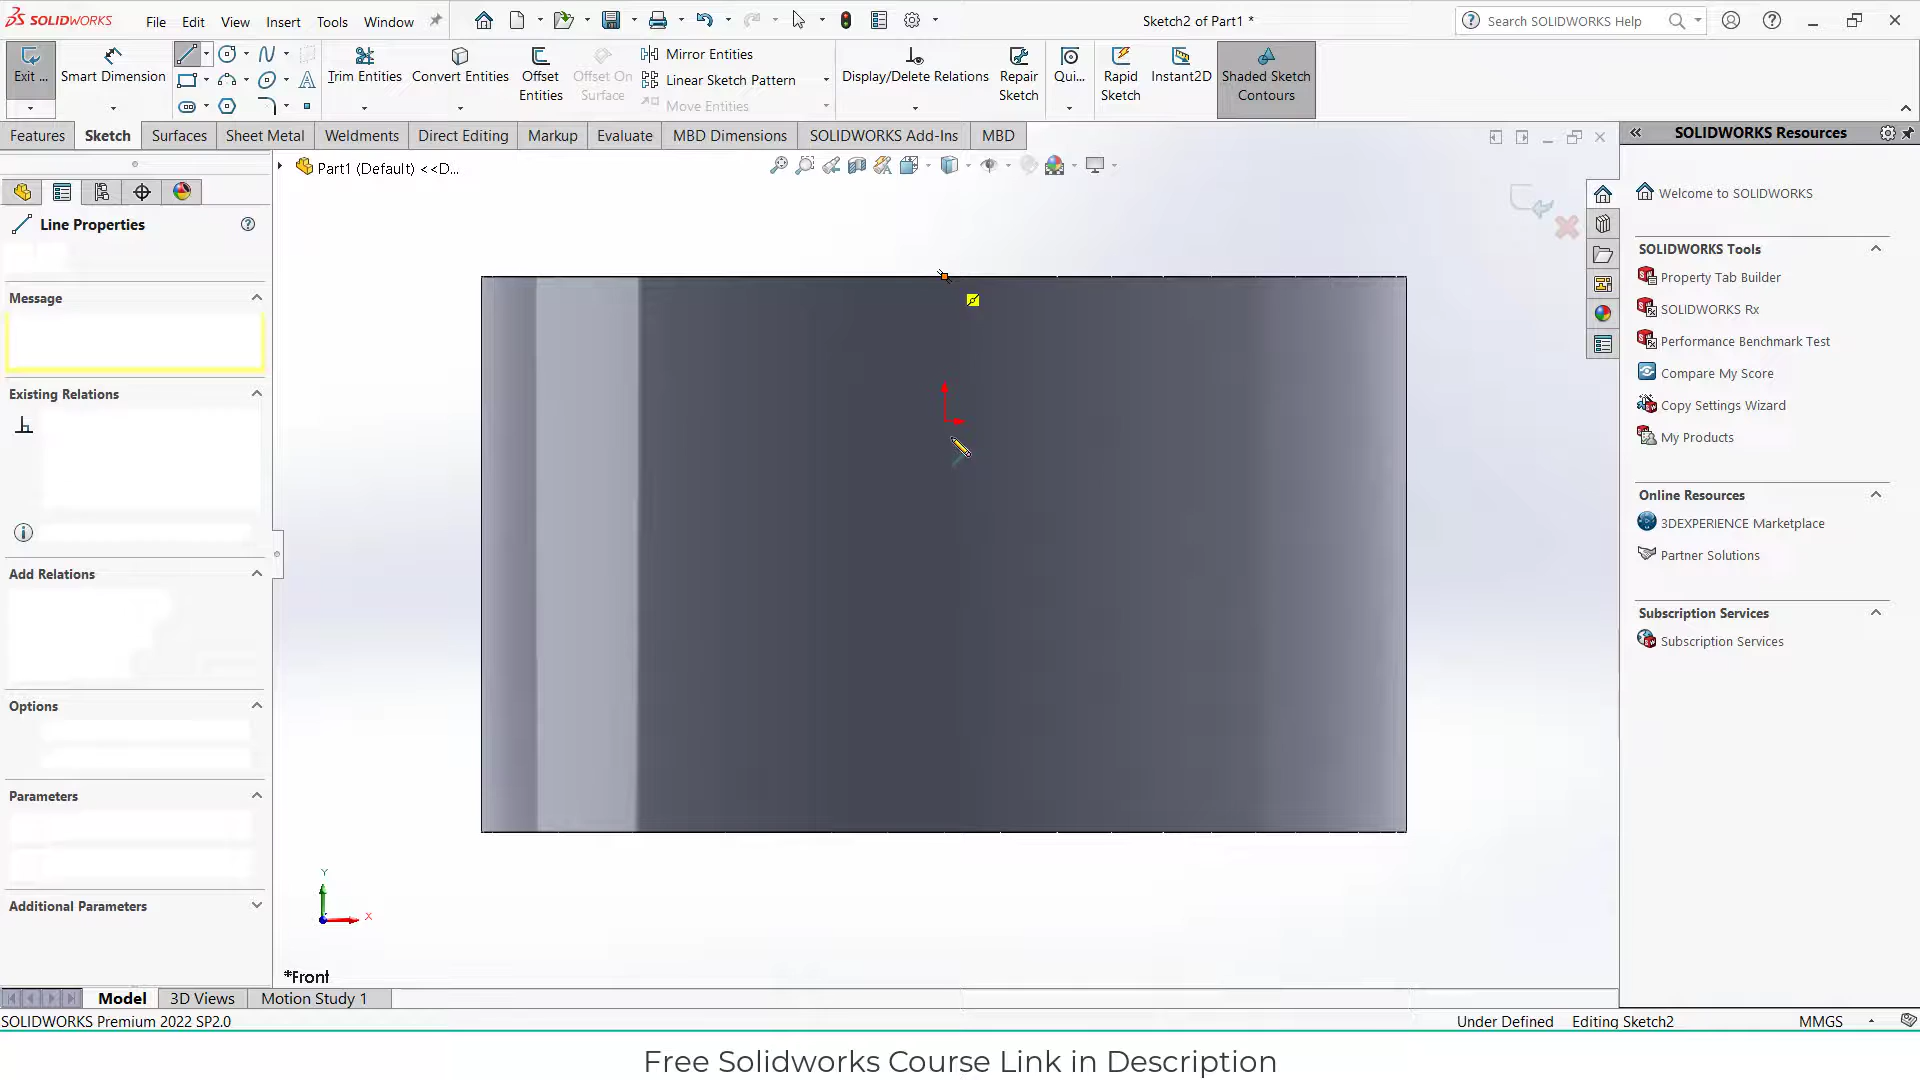 SOLIDWORKS File Edit View Insert Tools Window Sketch2 of Part1 * Search SOLIDWORKS Help
Exit ... Smart Dimension Trim Entities Convert Entities Offset Entities Offset On Surface Mirror Entities Linear Sketch Pattern Move Entities Display/Delete Relations Repair Sketch Qui... Rapid Sketch Instant2D Shaded Sketch Contours
Features Sketch Surfaces Sheet Metal Weldments Direct Editing Markup Evaluate MBD Dimensions SOLIDWORKS Add-Ins MBD
SOLIDWORKS Resources
Part1 (Default) <<D...
Line Properties
Message
Existing Relations
Add Relations
Options
Parameters
Additional Parameters
Y
X
*Front
Welcome to SOLIDWORKS
SOLIDWORKS Tools
Property Tab Builder
SOLIDWORKS Rx
Performance Benchmark Test
Compare My Score
Copy Settings Wizard
My Products
Online Resources
3DEXPERIENCE Marketplace
Partner Solutions
Subscription Services
Subscription Services
Model 3D Views Motion Study 1
SOLIDWORKS Premium 2022 SP2.0 Under Defined Editing Sketch2 MMGS
Free Solidworks Course Link in Description